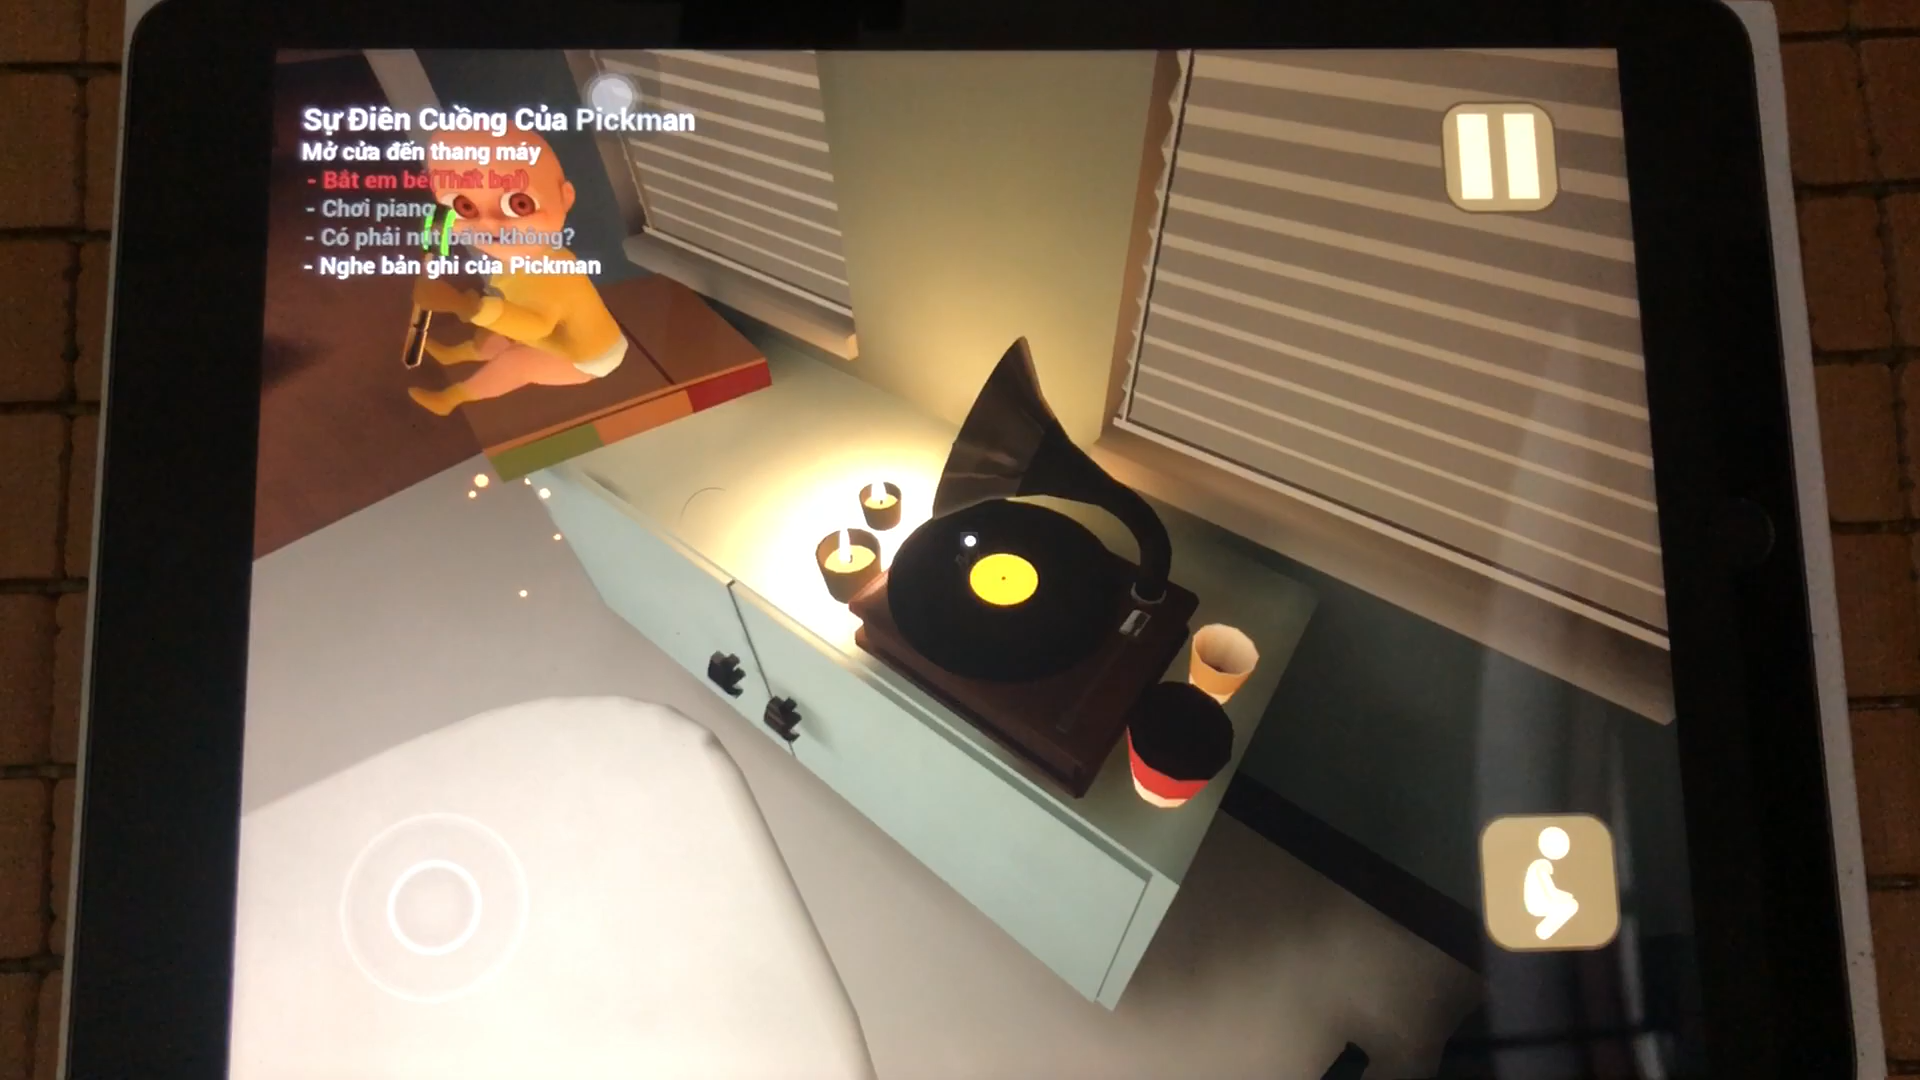 Sự Điên Cuồng Của Pickman
Mở cửa đến thang máy
- Bắt em bé(Thất bại)
- Chơi piano
- Có phải nút bấm không?
- Nghe bản ghi của Pickman